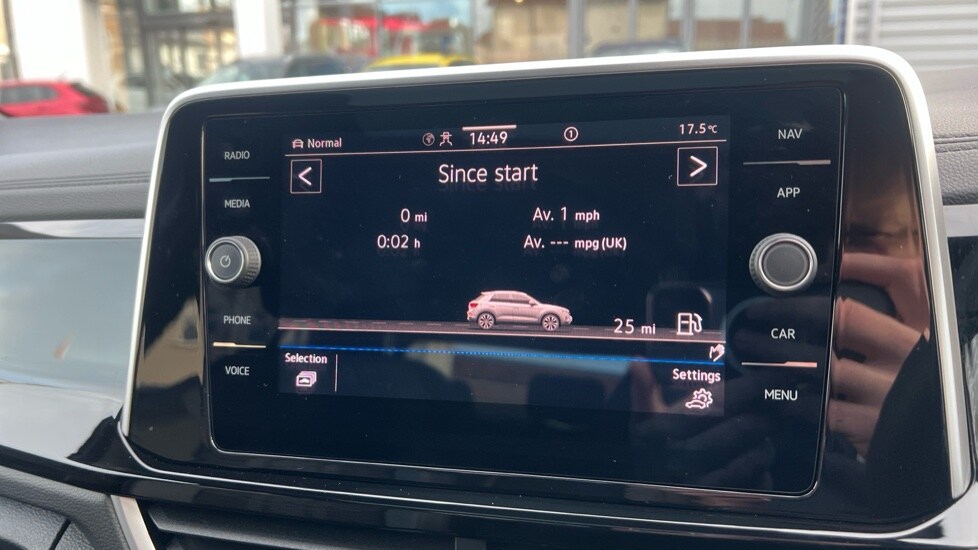 RADIO
MEDIA
PHONE
VOICE
Normal
14:49
1
17.5°C
<
Since start
>
0 mi
Av. 1 mph
0:02 h
Av. --- mpg (UK)
25 mi
Selection
Settings
NAV
APP
CAR
MENU